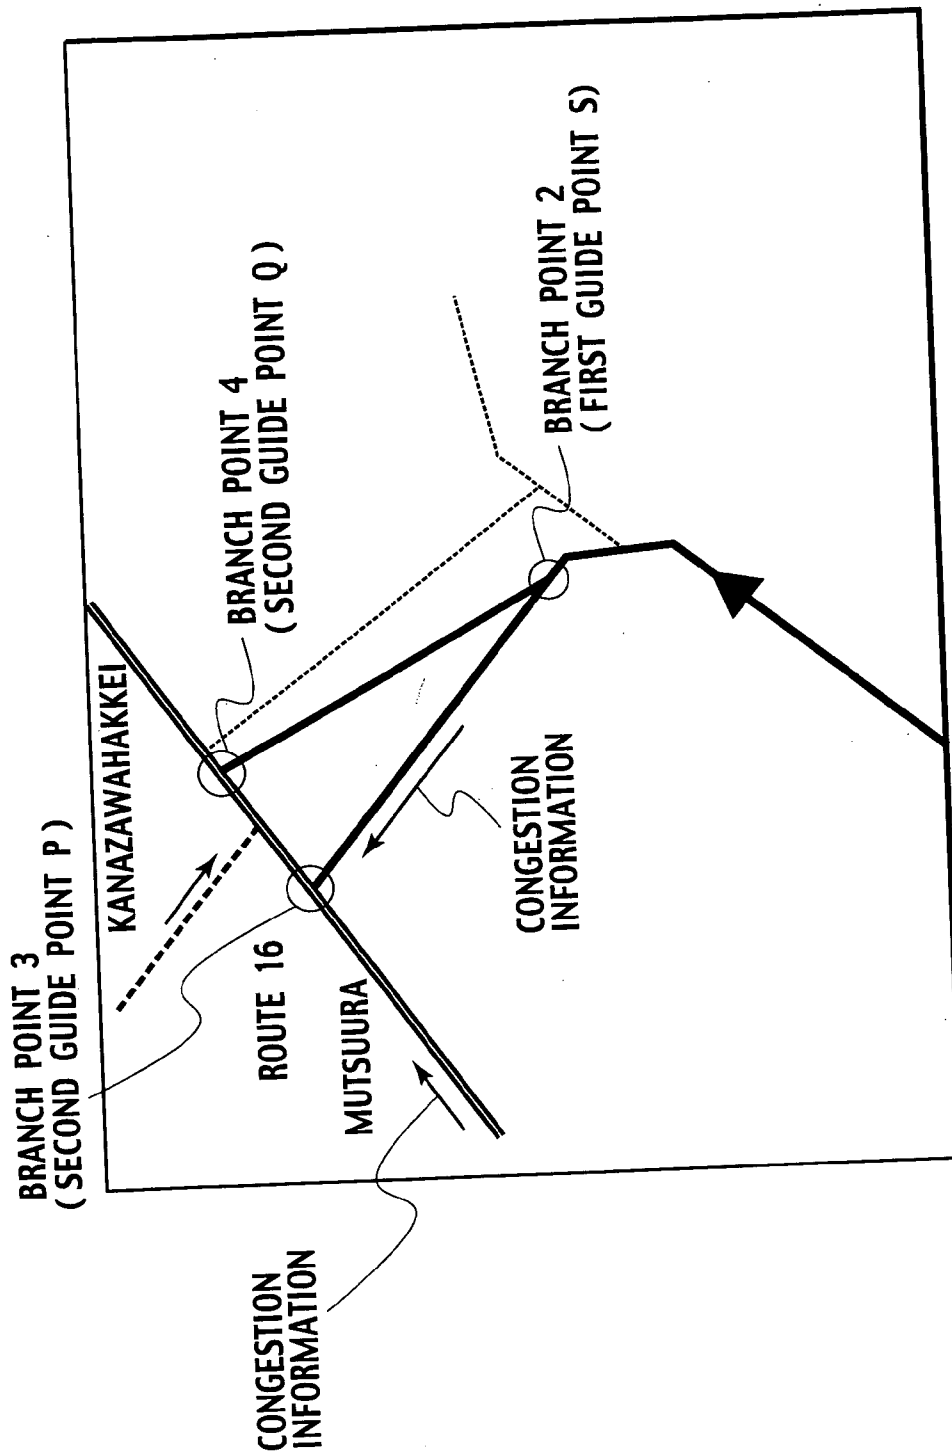 BRANCH POINT 3
(SECOND GUIDE POINT P)
KANAZAWAHAKKEI
BRANCH POINT 4
(SECOND GUIDE POINT Q)
ROUTE 16
MUTSUURA
CONGESTION
INFORMATION
CONGESTION
INFORMATION
BRANCH POINT 2
(FIRST GUIDE POINT S)